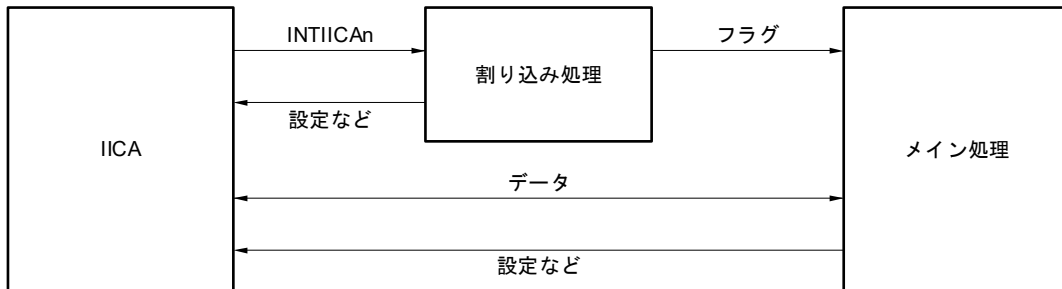 INTIICAn
フラグ
割り込み処理
設定など
IICA
メイン処理
データ
設定など